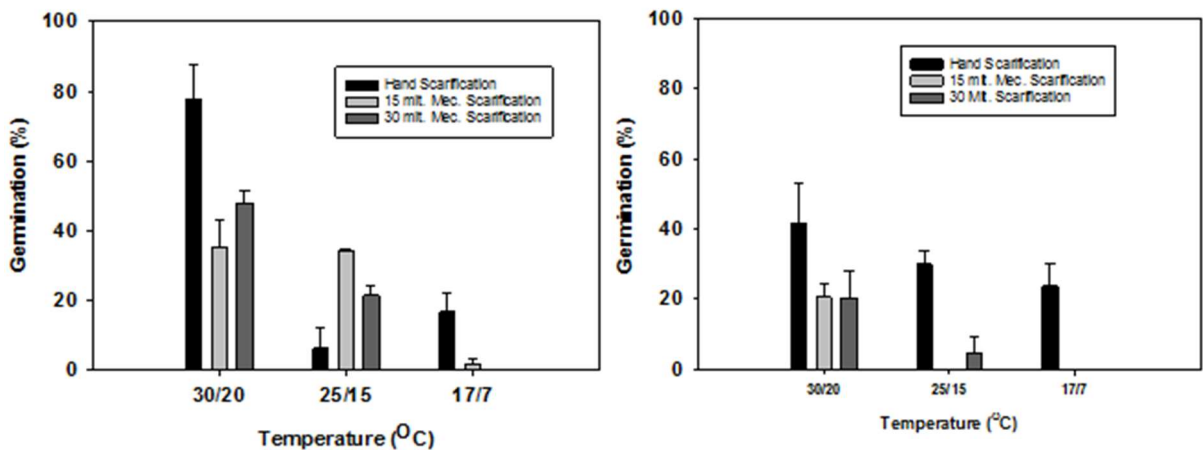 100
80
60
40
20
0
Germination (%)
Hand Scarification
15 mit. Mec. Scarification
30 mit. Mec. Scarification
30/20 25/15 17/7
Temperature (°C)
100
80
60
40
20
0
Germination (%)
Hand Scarification
15 mit. Mec. Scarification
30 Mit. Scarification
30/20 25/15 17/7
Temperature (°C)